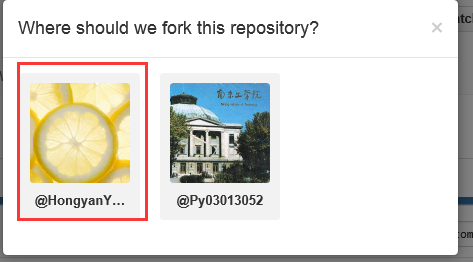 Where should we fork this repository?
×
@HongyanY...
@Py03013052